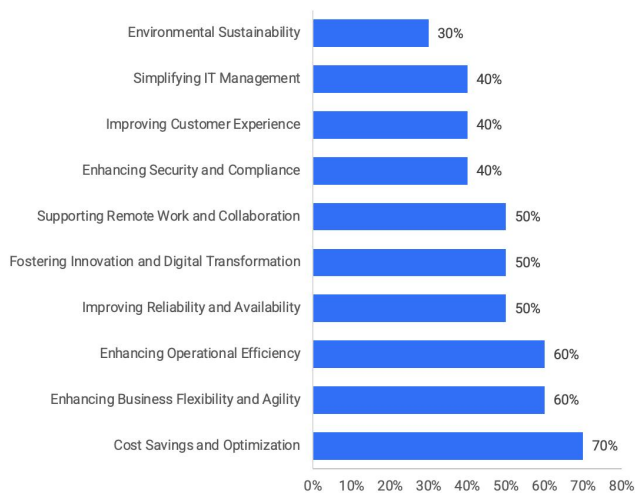 Environmental Sustainability 30%
Simplifying IT Management 40%
Improving Customer Experience 40%
Enhancing Security and Compliance 40%
Supporting Remote Work and Collaboration 50%
Fostering Innovation and Digital Transformation 50%
Improving Reliability and Availability 50%
Enhancing Operational Efficiency 60%
Enhancing Business Flexibility and Agility 60%
Cost Savings and Optimization 70%
0% 10% 20% 30% 40% 50% 60% 70% 80%